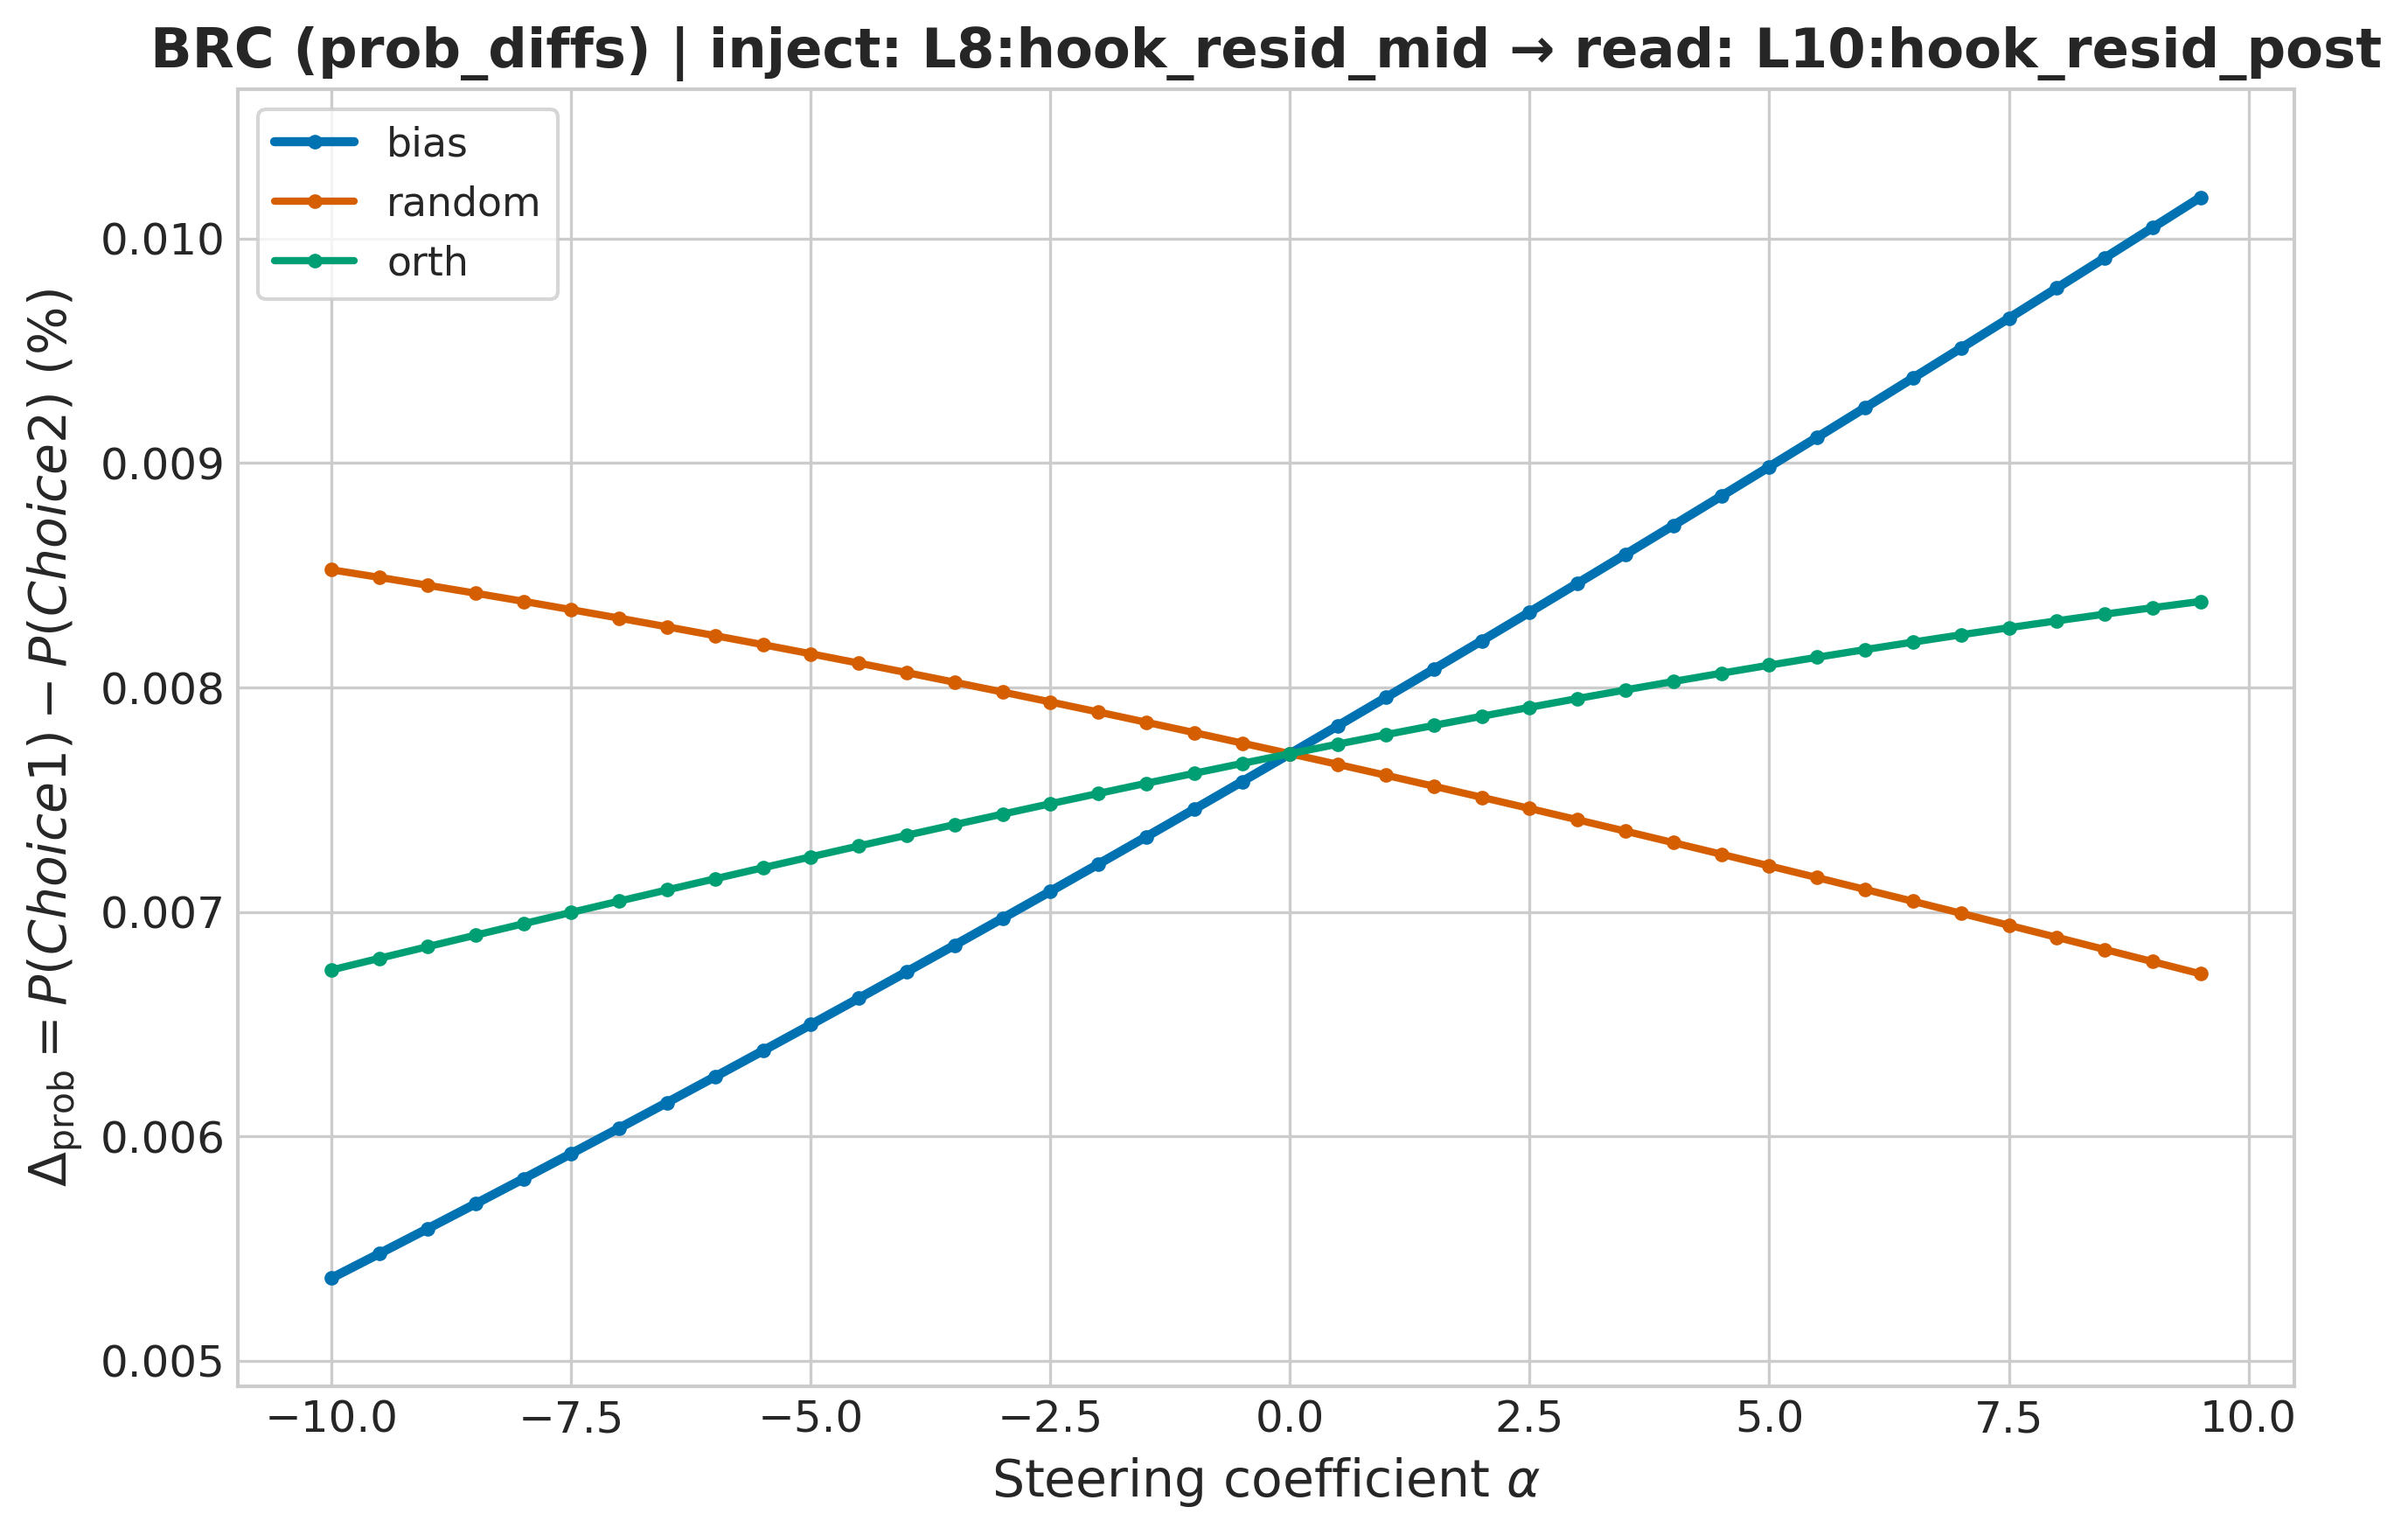 BRC (prob_diffs) | inject: L8:hook_resid_mid → read: L10:hook_resid_post
bias
random
orth
Δprob = P(Choice1) − P(Choice2) (%)
0.010
0.009
0.008
0.007
0.006
0.005
−10.0 −7.5 −5.0 −2.5 0.0 2.5 5.0 7.5 10.0
Steering coefficient α